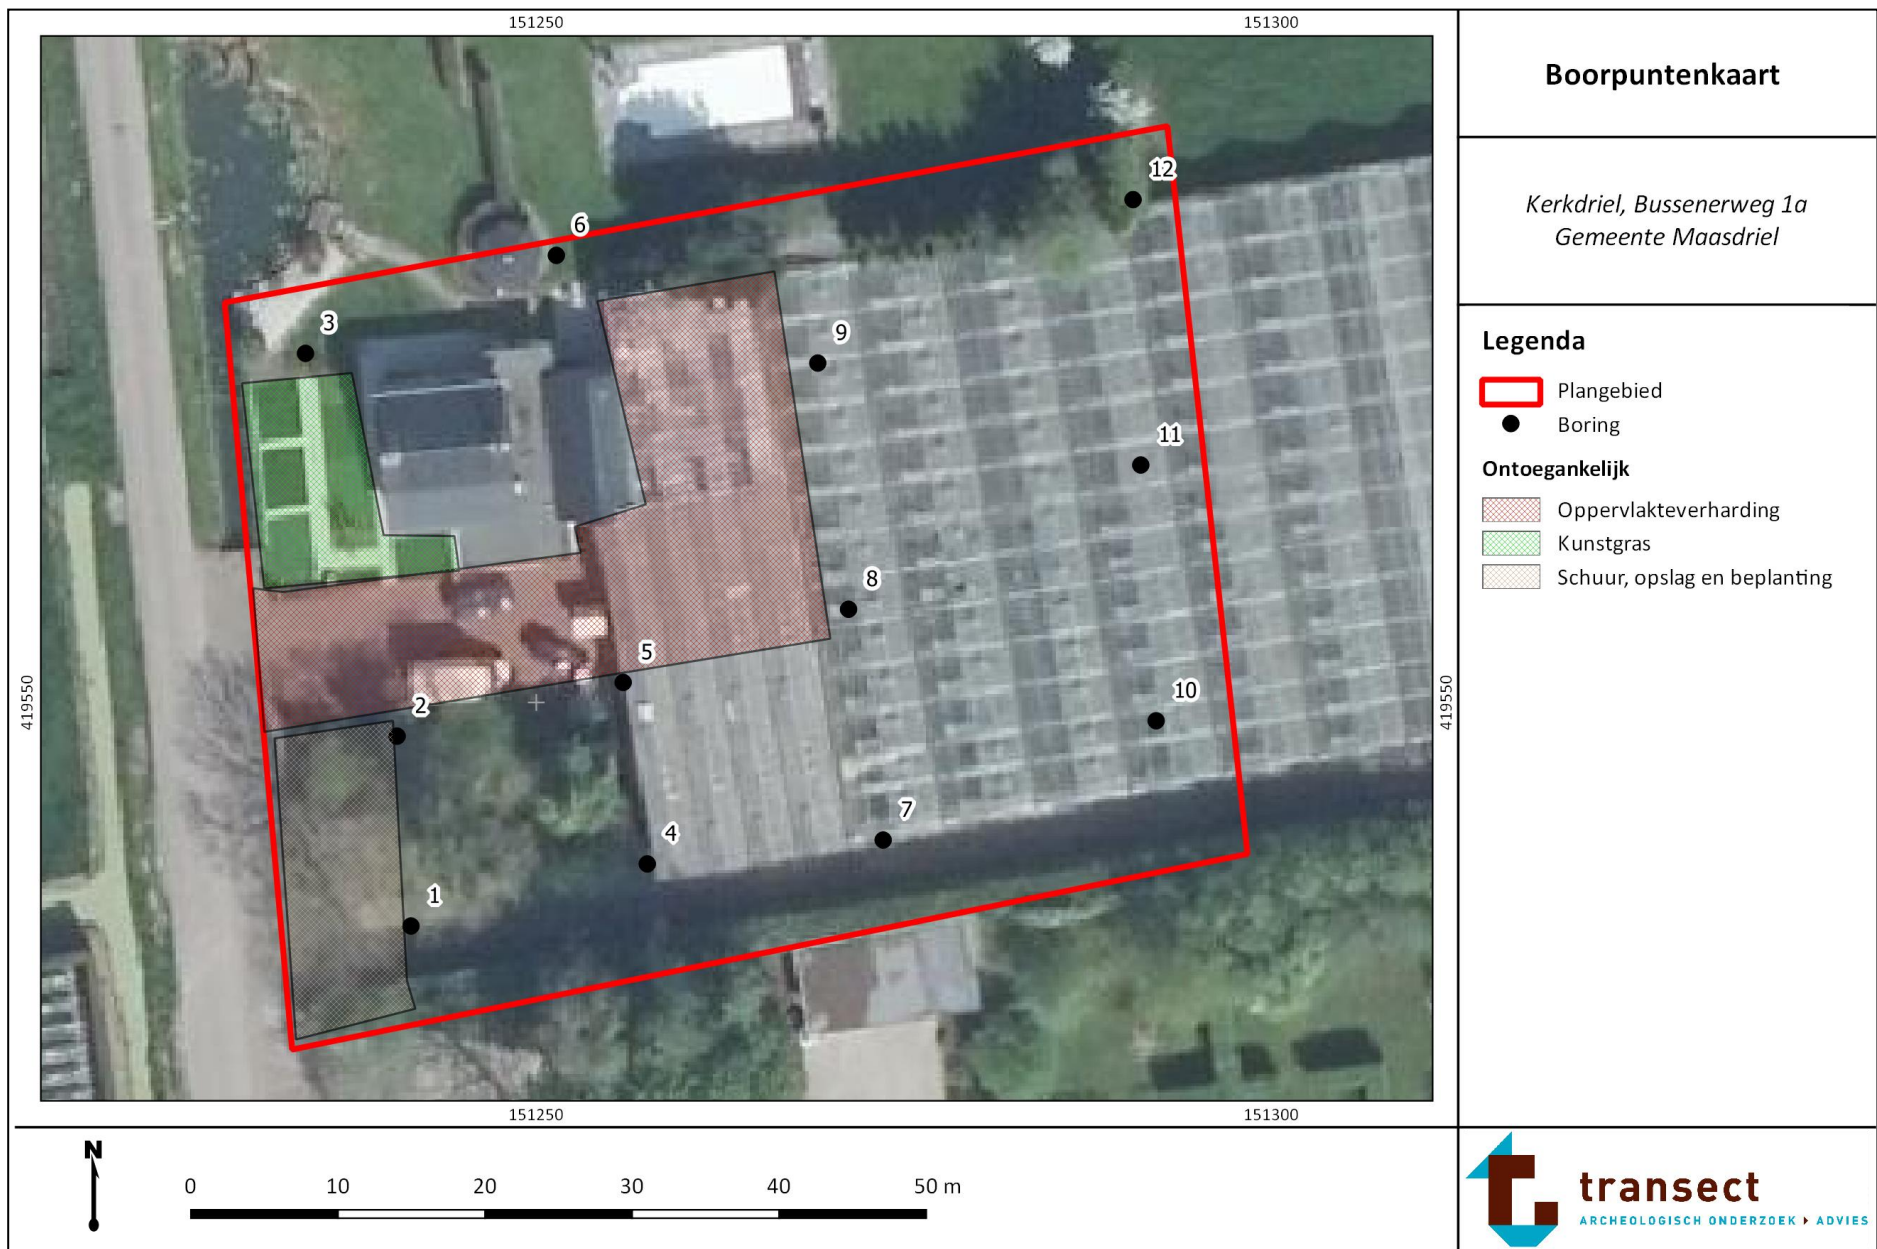 151250
151300
Boorpuntenkaart
Kerkdriel, Bussenerweg 1a
Gemeente Maasdriel
Legenda
Plangebied
Boring
Ontoegankelijk
Oppervlakteverharding
Kunstgras
Schuur, opslag en beplanting
12
6
3
9
11
8
5
10
2
7
4
1
419550
419550
151250
151300
N
0
10
20
30
40
50 m
transect
ARCHEOLOGISCH ONDERZOEK ADVIES